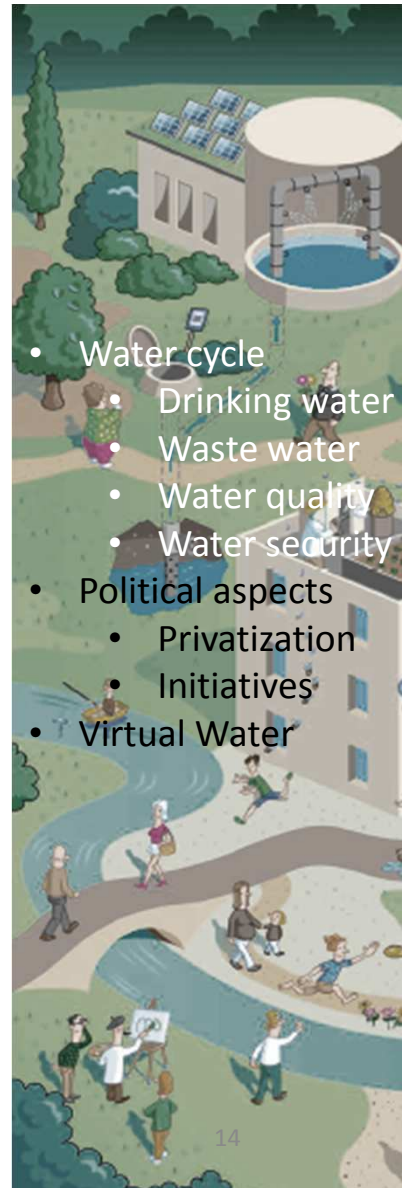 • Water cycle
• Drinking water
• Waste water
• Water quality
• Water security
• Political aspects
• Privatization
• Initiatives
• Virtual Water
14